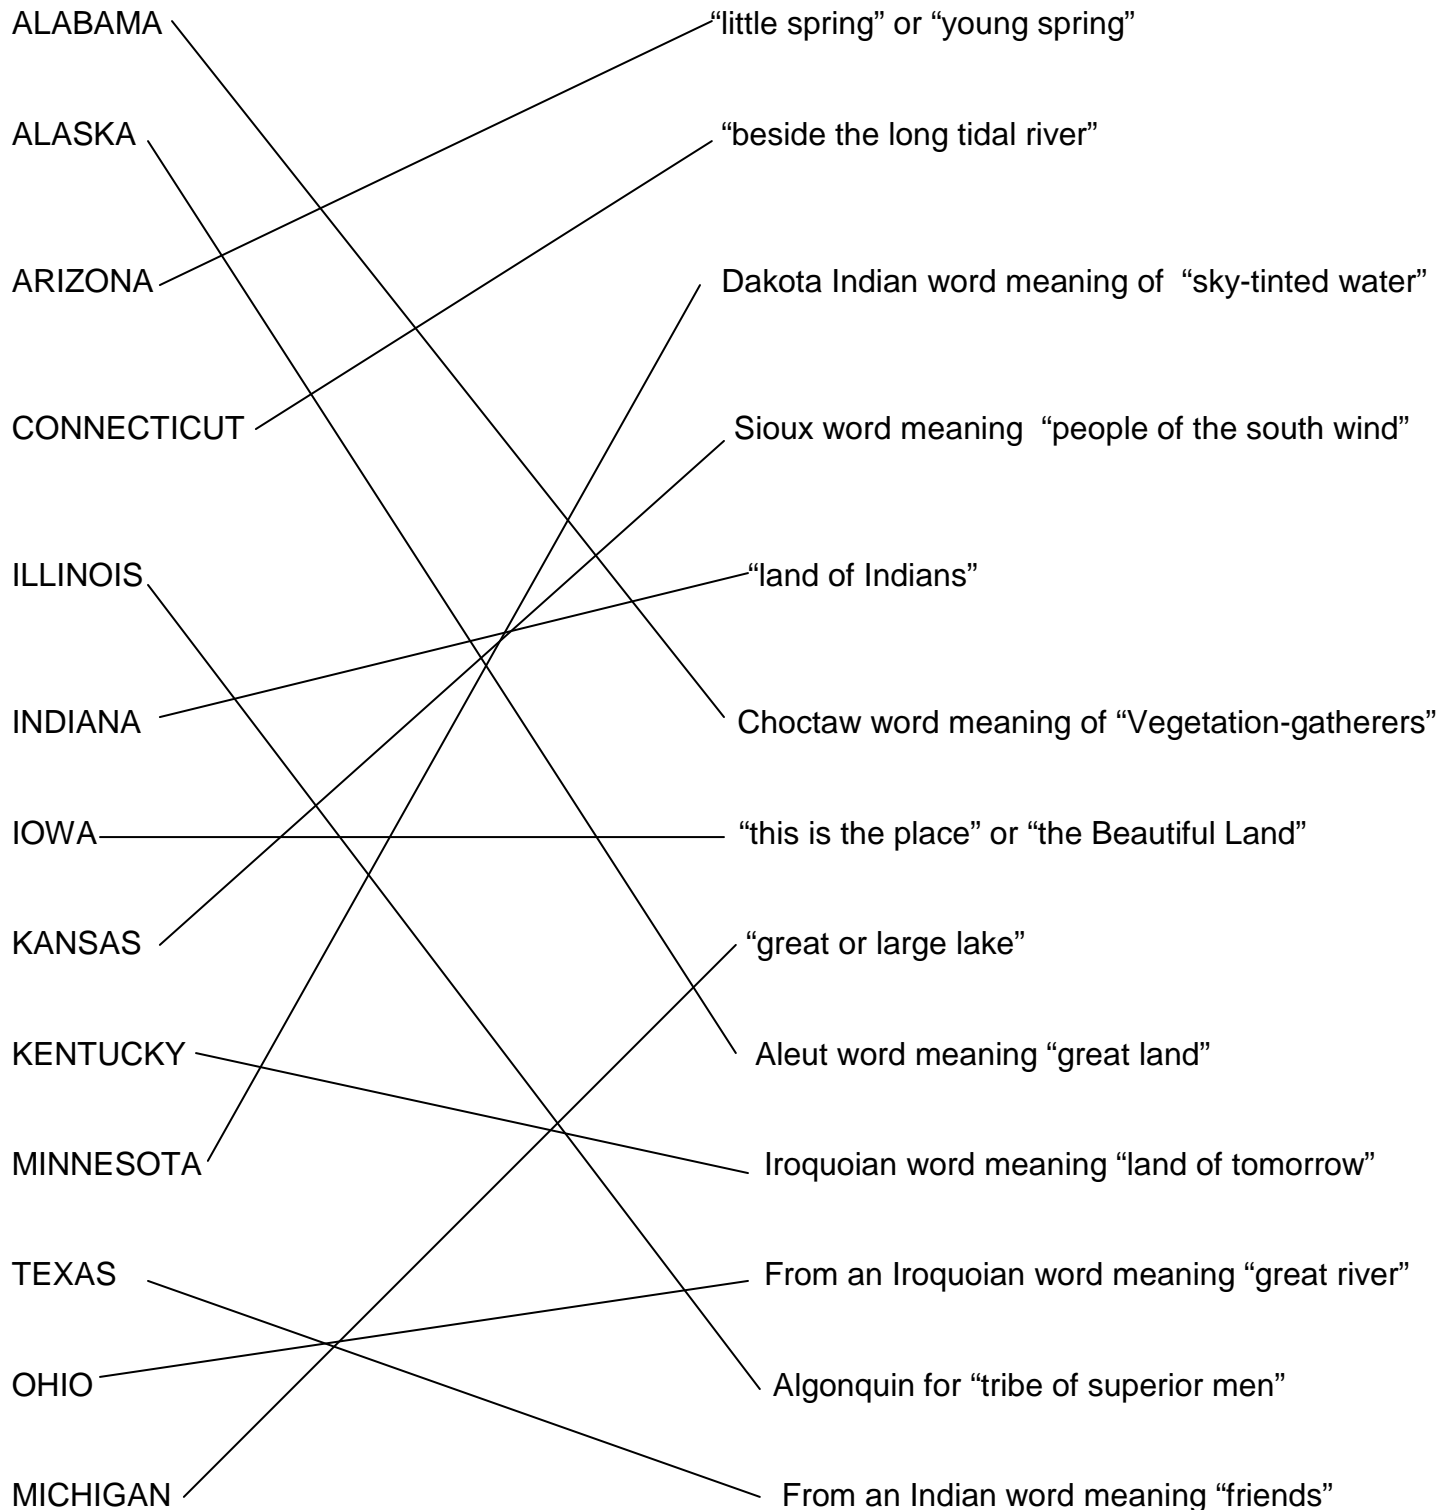 ALABAMA “little spring” or “young spring”
ALASKA “beside the long tidal river”
ARIZONA Dakota Indian word meaning of “sky-tinted water”
CONNECTICUT Sioux word meaning “people of the south wind”
ILLINOIS “land of Indians”
INDIANA Choctaw word meaning of “Vegetation-gatherers”
IOWA “this is the place” or “the Beautiful Land”
KANSAS “great or large lake”
KENTUCKY Aleut word meaning “great land”
MINNESOTA Iroquoian word meaning “land of tomorrow”
TEXAS From an Iroquoian word meaning “great river”
OHIO Algonquin for “tribe of superior men”
MICHIGAN From an Indian word meaning “friends”